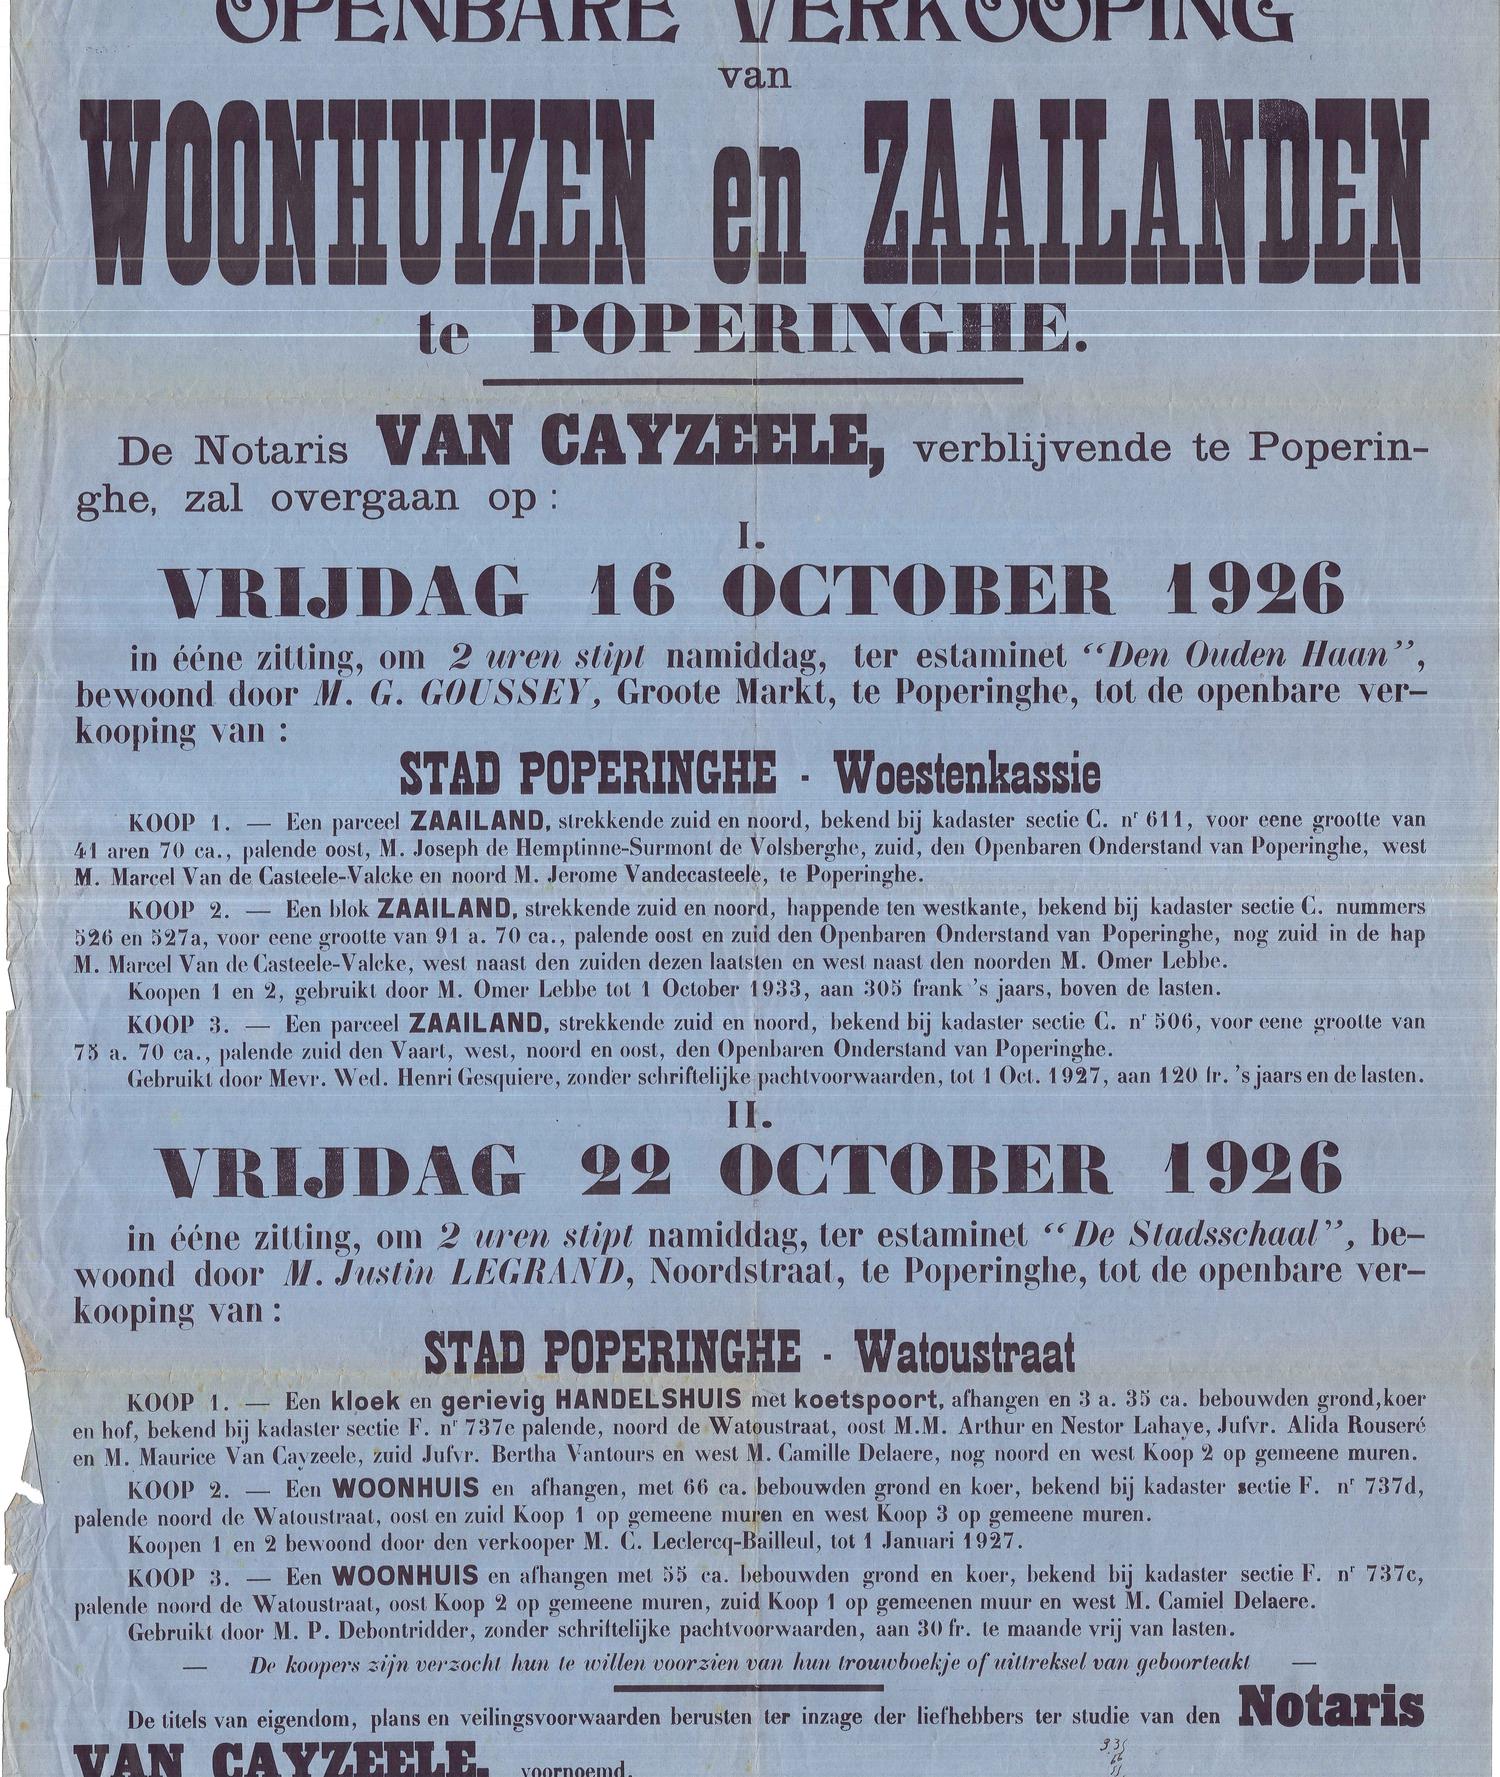 OPENBARE VERKOOPING
van
WOONHUIZEN en ZAAILANDEN
te POPERINGHE.
De Notaris VAN CAYZEELE, verblijvende te Poperin-
ghe, zal overgaan op :
I.
VRIJDAG 16 OCTOBER 1926
in ééne zitting, om 2 uren stipt namiddag, ter estaminet “Den Ouden Haan”,
bewoond door M. G. GOUSSEY, Groote Markt, te Poperinghe, tot de openbare ver-
kooping van :
STAD POPERINGHE - Woestenkassie
KOOP 1. — Een parceel ZAAILAND, strekkende zuid en noord, bekend bij kadaster sectie C. nr 611, voor eene grootte van
41 aren 70 ca., palende oost, M. Joseph de Hemptinne-Surmont de Volsberghe, zuid, den Openbaren Onderstand van Poperinghe, west
M. Marcel Van de Casteele-Valcke en noord M. Jerome Vandecasteele, te Poperinghe.
KOOP 2. — Een blok ZAAILAND, strekkende zuid en noord, happende ten westkante, bekend bij kadaster sectie C. nummers
526 en 527a, voor eene grootte van 91 a. 70 ca., palende oost en zuid den Openbaren Onderstand van Poperinghe, nog zuid in de hap
M. Marcel Van de Casteele-Valcke, west naast den zuiden dezen laatsten en west naast den noorden M. Omer Lebbe.
Koopen 1 en 2, gebruikt door M. Omer Lebbe tot 1 October 1933, aan 305 frank 's jaars, boven de lasten.
KOOP 3. — Een parceel ZAAILAND, strekkende zuid en noord, bekend bij kadaster sectie C. nr 506, voor eene grootte van
75 a. 70 ca., palende zuid den Vaart, west, noord en oost, den Openbaren Onderstand van Poperinghe.
Gebruikt door Mevr. Wed. Henri Gesquiere, zonder schriftelijke pachtvoorwaarden, tot 1 Oct. 1927, aan 120 fr. 's jaars en de lasten.
II.
VRIJDAG 22 OCTOBER 1926
in ééne zitting, om 2 uren stipt namiddag, ter estaminet “De Stadsschaal”, be-
woond door M. Justin LEGRAND, Noordstraat, te Poperinghe, tot de openbare ver-
kooping van :
STAD POPERINGHE - Watoustraat
KOOP 1. — Een kloek en gerievig HANDELSHUIS met koetspoort, afhangen en 3 a. 35 ca. bebouwden grond, koer
en hof, bekend bij kadaster sectie F. nr 737e palende, noord de Watoustraat, oost M.M. Arthur en Nestor Lahaye, Jufvr. Alida Rouseré
en M. Maurice Van Cayzeele, zuid Jufvr. Bertha Vantours en west M. Camille Delaere, nog noord en west Koop 2 op gemeene muren.
KOOP 2. — Een WOONHUIS en afhangen, met 66 ca. bebouwden grond en koer, bekend bij kadaster sectie F. nr 737d,
palende noord de Watoustraat, oost en zuid Koop 1 op gemeene muren en west Koop 3 op gemeene muren.
Koopen 1 en 2 bewoond door den verkooper M. C. Leclercq-Bailleul, tot 1 Januari 1927.
KOOP 3. — Een WOONHUIS en afhangen met 55 ca. bebouwden grond en koer, bekend bij kadaster sectie F. nr 737c,
palende noord de Watoustraat, oost Koop 2 op gemeene muren, zuid Koop 1 op gemeenen muur en west M. Camiel Delaere.
Gebruikt door M. P. Debontridder, zonder schriftelijke pachtvoorwaarden, aan 30 fr. te maande vrij van lasten.
— De koopers zijn verzocht hun te willen voorzien van hun trouwboekje of uittreksel van geboorteakt —
De titels van eigendom, plans en veilingsvoorwaarden berusten ter inzage der liefhebbers ter studie van den Notaris
VAN CAYZEELE, voornoemd.